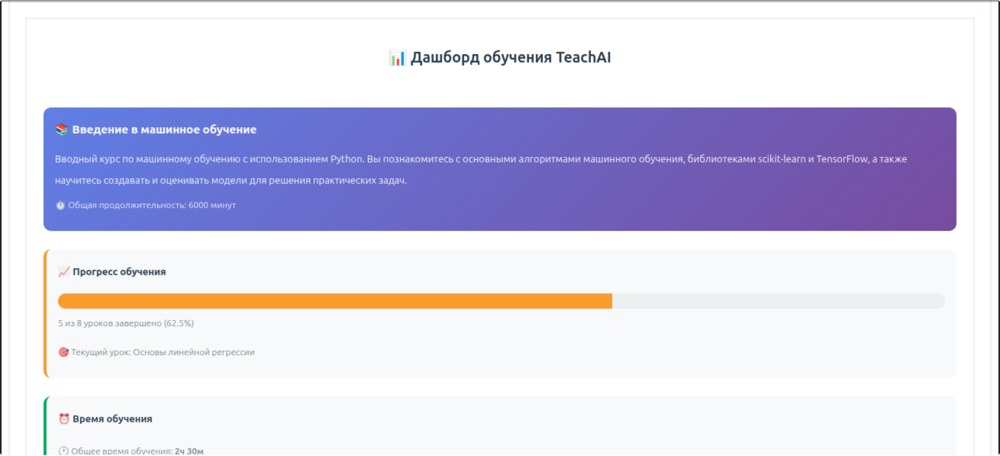 📊 Дашборд обучения TeachAI
📚 Введение в машинное обучение
Вводный курс по машинному обучению с использованием Python. Вы познакомитесь с основными алгоритмами машинного обучения, библиотеками scikit-learn и TensorFlow, а также
научитесь создавать и оценивать модели для решения практических задач.
⏱️ Общая продолжительность: 6000 минут
📈 Прогресс обучения
5 из 8 уроков завершено (62.5%)
🎯 Текущий урок: Основы линейной регрессии
⏰ Время обучения
🕐 Общее время обучения: 2ч 30м